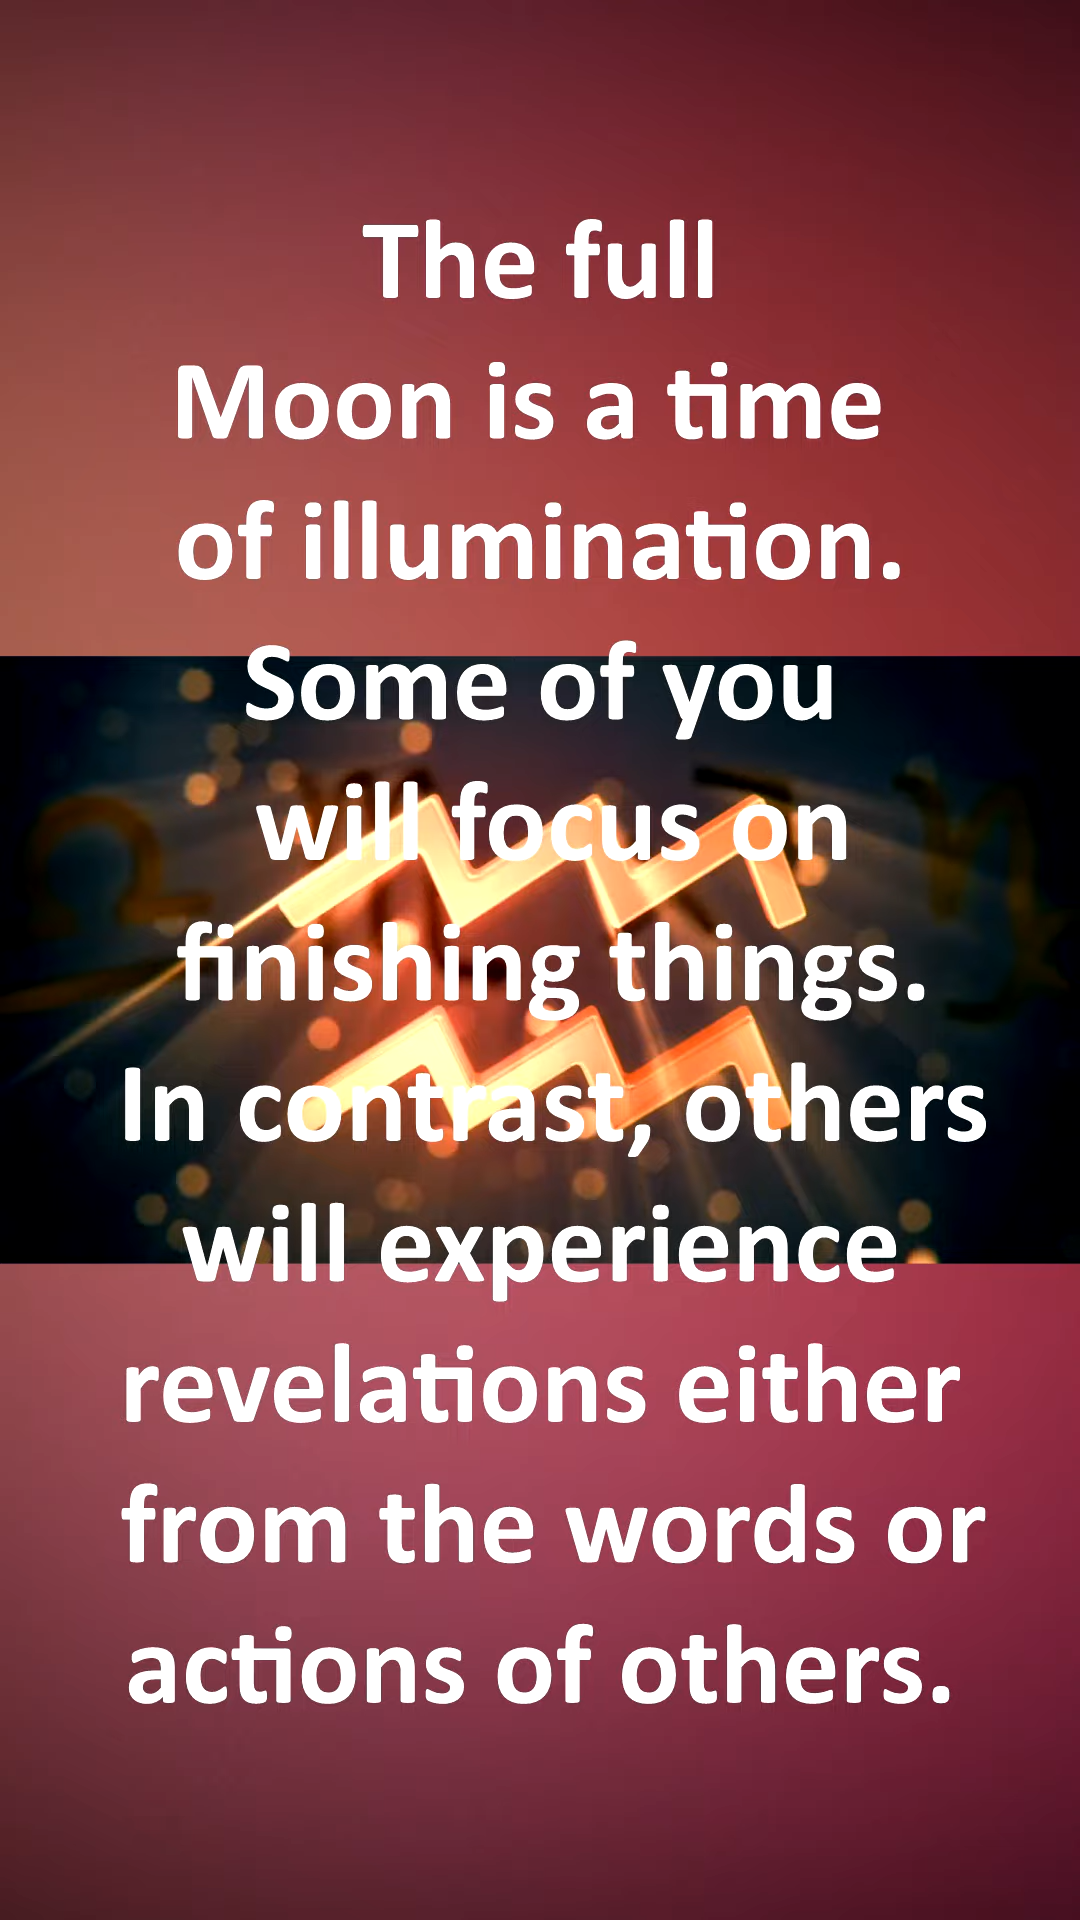 The full
Moon is a time
of illumination.
Some of you
will focus on
finishing things.
In contrast, others
will experience
revelations either
from the words or
actions of others.